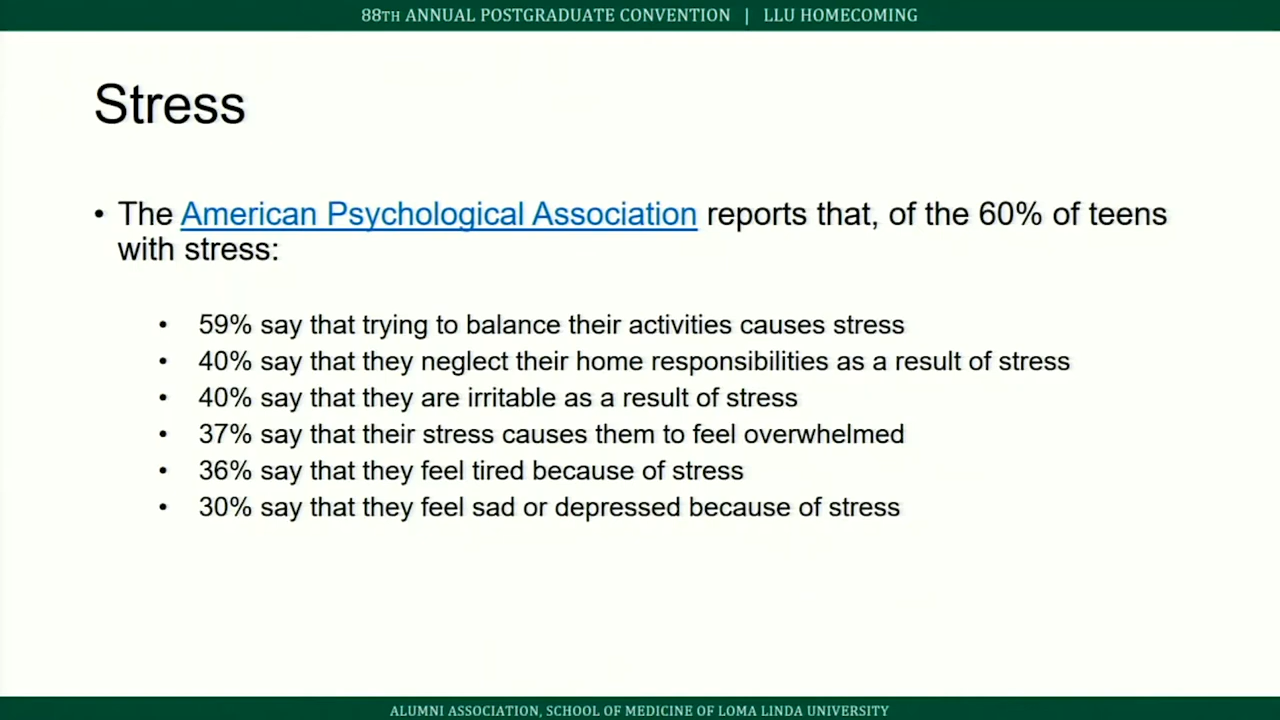 88TH ANNUAL POSTGRADUATE CONVENTION | LLU HOMECOMING
Stress
• The American Psychological Association reports that, of the 60% of teens
with stress:
• 59% say that trying to balance their activities causes stress
• 40% say that they neglect their home responsibilities as a result of stress
• 40% say that they are irritable as a result of stress
• 37% say that their stress causes them to feel overwhelmed
• 36% say that they feel tired because of stress
• 30% say that they feel sad or depressed because of stress
ALUMNI ASSOCIATION, SCHOOL OF MEDICINE OF LOMA LINDA UNIVERSITY